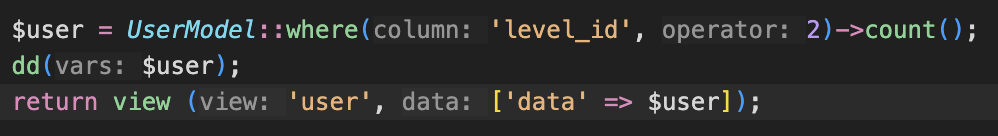 $user = UserModel::where(column: 'level_id', operator: 2)->count();
dd(vars: $user);
return view (view: 'user', data: ['data' => $user]);